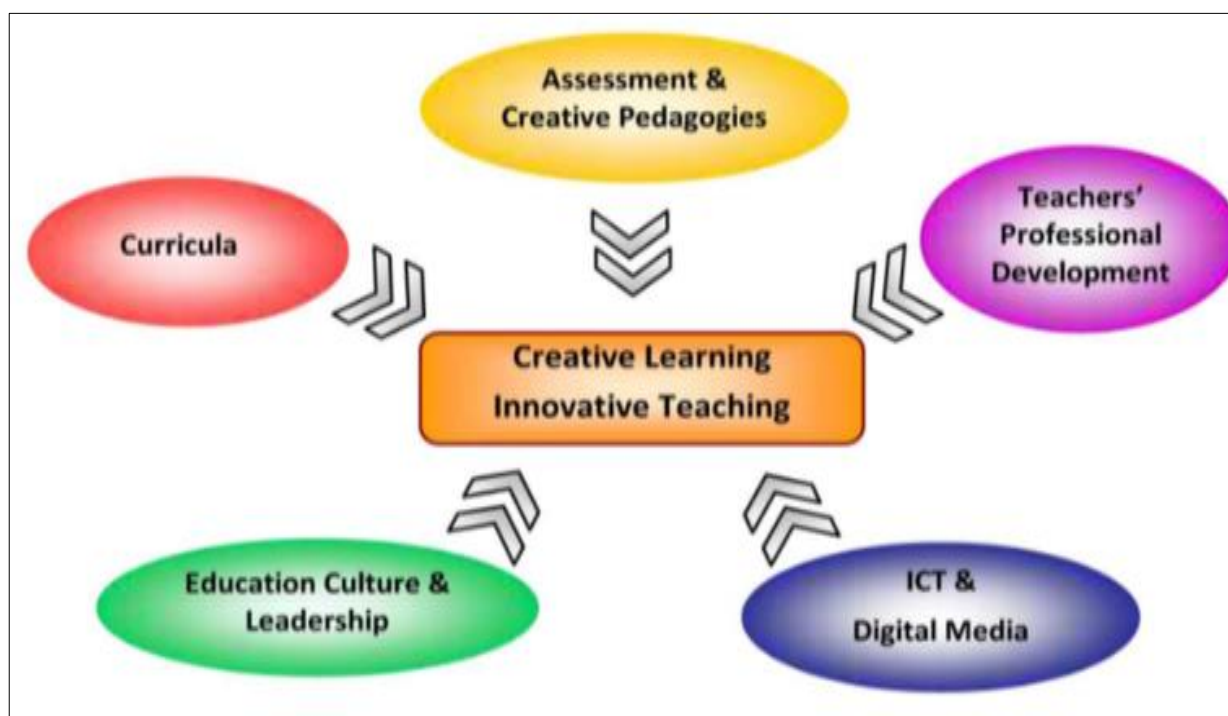 Assessment &
Creative Pedagogies
Curricula
Teachers'
Professional
Development
Creative Learning
Innovative Teaching
Education Culture &
Leadership
ICT &
Digital Media